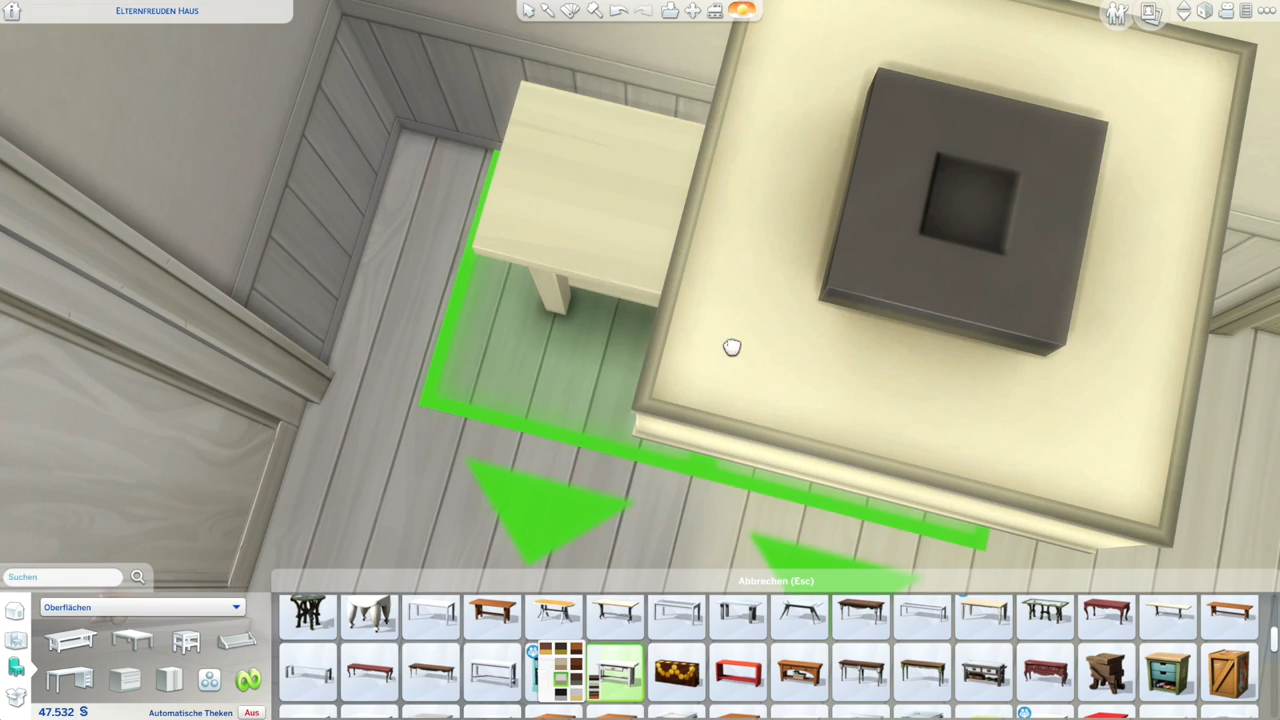 Elternfreuden Haus
Abbrechen (Esc)
Suchen
Oberflächen
47.532 $
Automatische Theken Aus